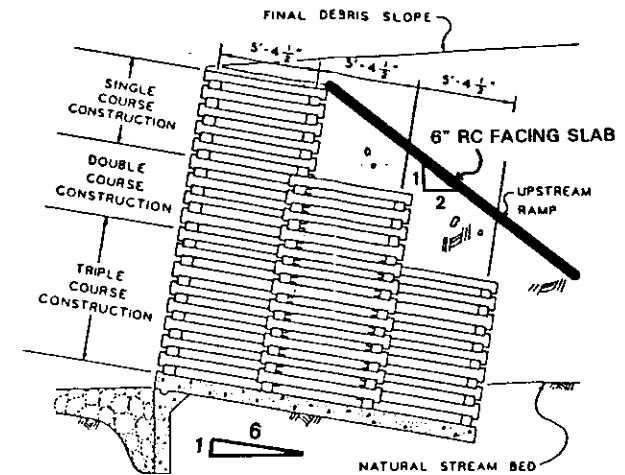 FINAL DEBRIS SLOPE
5'-4 1/2"
5'-4 1/2"
5'-4 1/2"
SINGLE
COURSE
CONSTRUCTION
6" RC FACING SLAB
DOUBLE
COURSE
CONSTRUCTION
1
2
UPSTREAM
RAMP
TRIPLE
COURSE
CONSTRUCTION
1
6
NATURAL STREAM BED